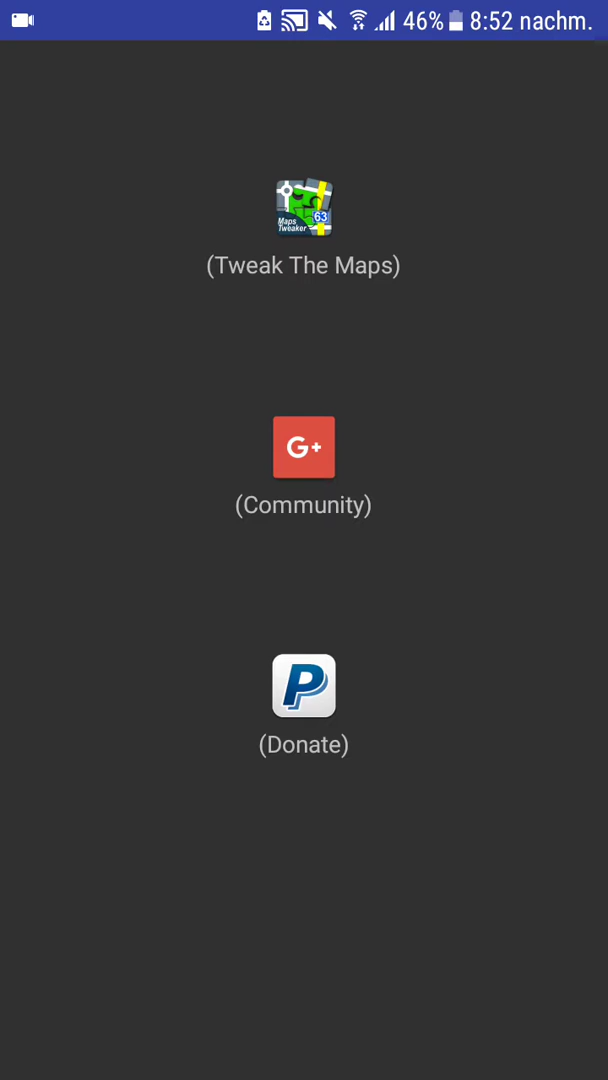 46% 8:52 nachm.
Maps
Tweaker
63
(Tweak The Maps)
G+
(Community)
P
(Donate)